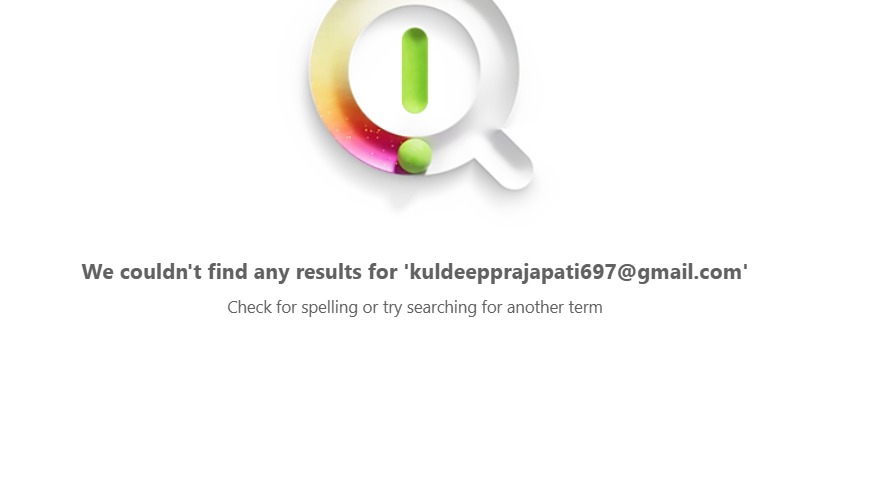 We couldn't find any results for 'kuldeepprajapati697@gmail.com'
Check for spelling or try searching for another term